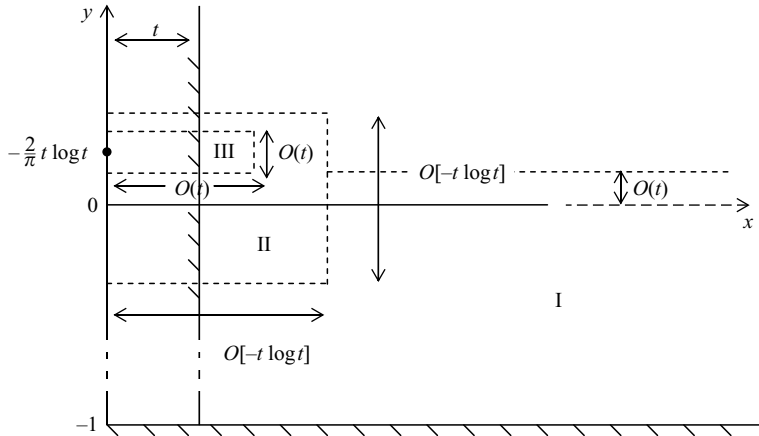 y
t
−2/π t log t
III
O(t)
O[−t log t]
O(t)
O(t)
0
x
II
I
O[−t log t]
−1